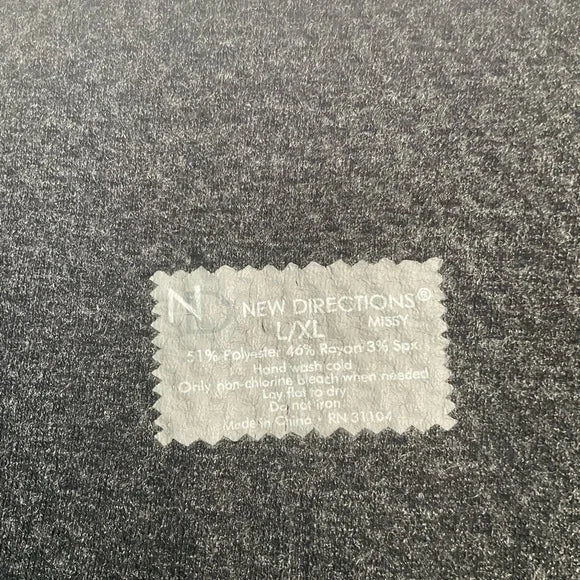 ND NEW DIRECTIONS®
L/XL MISSY
51% Polyester 46% Rayon 3% Spx
Hand wash cold
Only non-chlorine bleach when needed
Lay flat to dry
Do not iron
Made in China • RN 31104